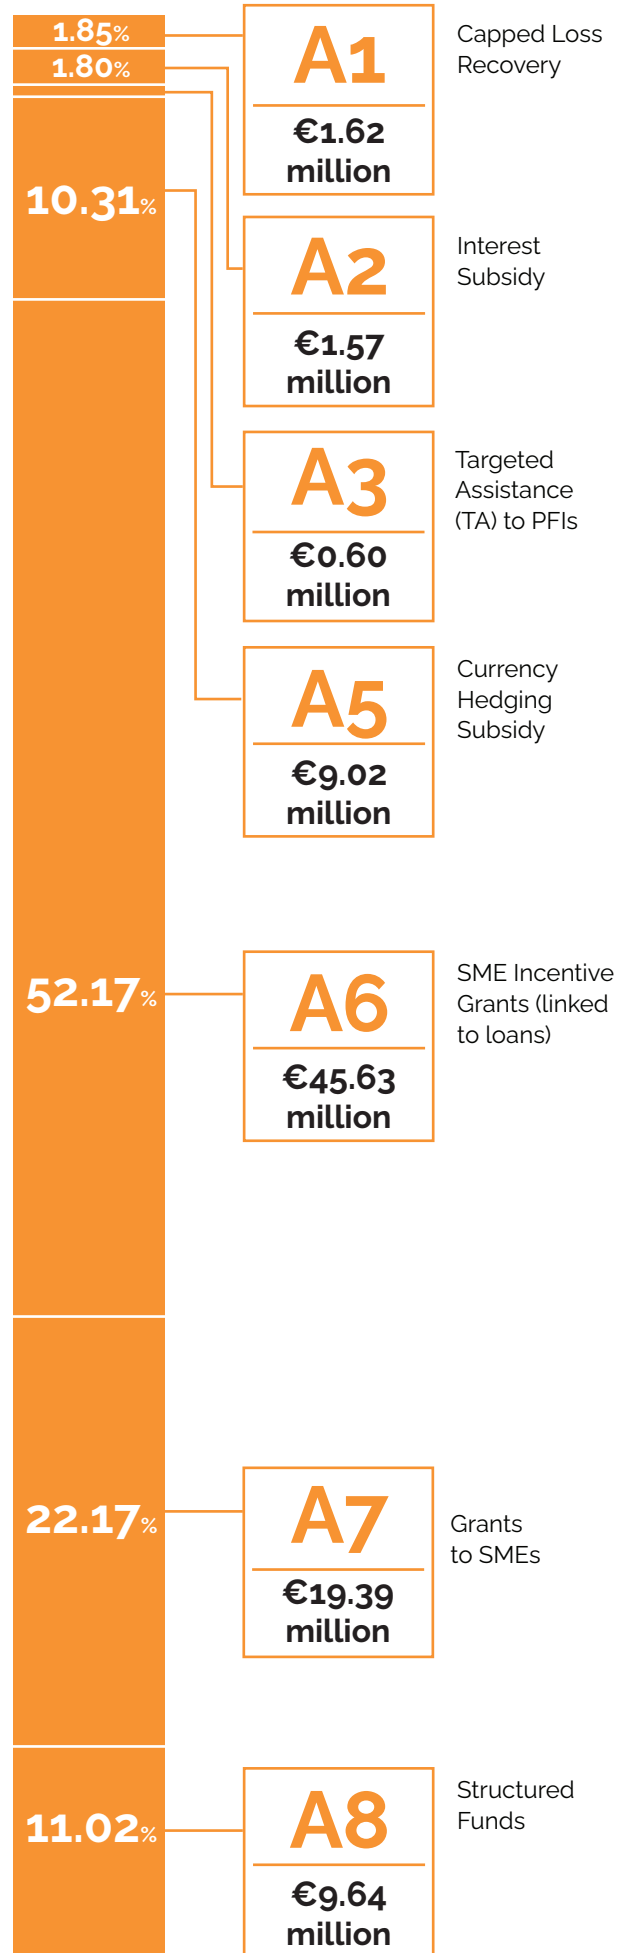 1.85%
A1
€1.62
million
Capped Loss
Recovery
1.80%
A2
€1.57
million
Interest
Subsidy
A3
€0.60
million
Targeted
Assistance
(TA) to PFIs
10.31%
A5
€9.02
million
Currency
Hedging
Subsidy
52.17%
A6
€45.63
million
SME Incentive
Grants (linked
to loans)
22.17%
A7
€19.39
million
Grants
to SMEs
11.02%
A8
€9.64
million
Structured
Funds